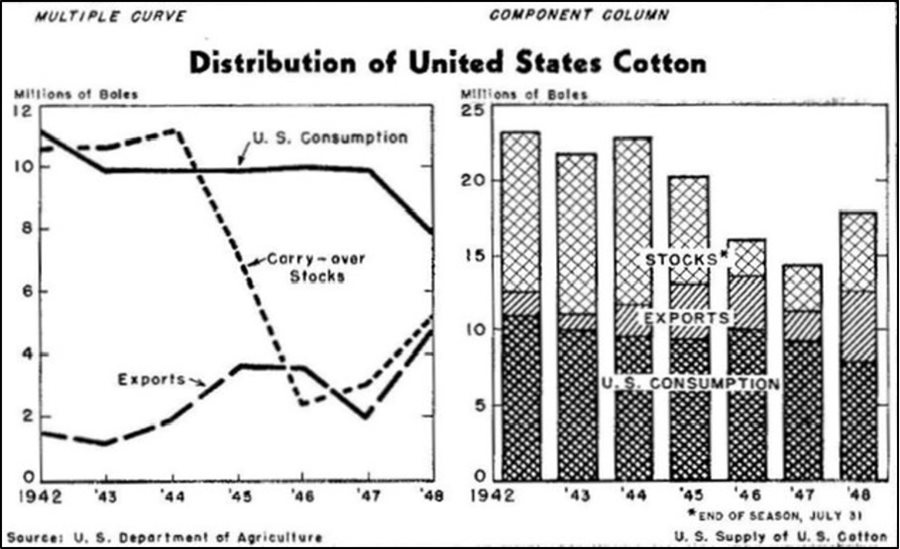 MULTIPLE CURVE
COMPONENT COLUMN
Distribution of United States Cotton
Millions of Bales
12
10
8
6
4
2
0
U. S. Consumption
Carry-over
Stocks
Exports
1942 '43 '44 '45 '46 '47 '48
Millions of Bales
25
20
15
10
5
0
STOCKS*
EXPORTS
U. S. CONSUMPTION
1942 '43 '44 '45 '46 '47 '48
*END OF SEASON, JULY 31
Source: U. S. Department of Agriculture
U. S. Supply of U. S. Cotton